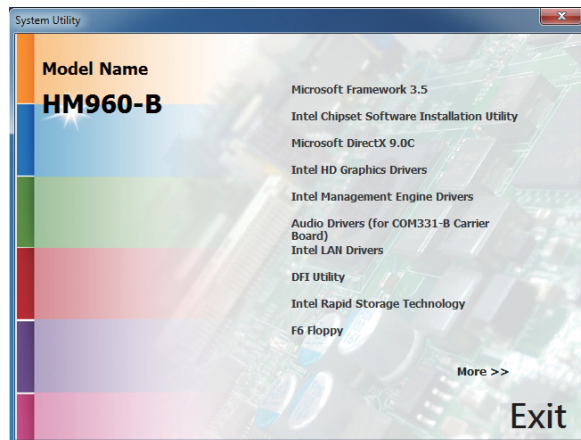 System Utility
Model Name
HM960-B
Microsoft Framework 3.5
Intel Chipset Software Installation Utility
Microsoft DirectX 9.0C
Intel HD Graphics Drivers
Intel Management Engine Drivers
Audio Drivers (for COM331-B Carrier
Board)
Intel LAN Drivers
DFI Utility
Intel Rapid Storage Technology
F6 Floppy
More >>
Exit